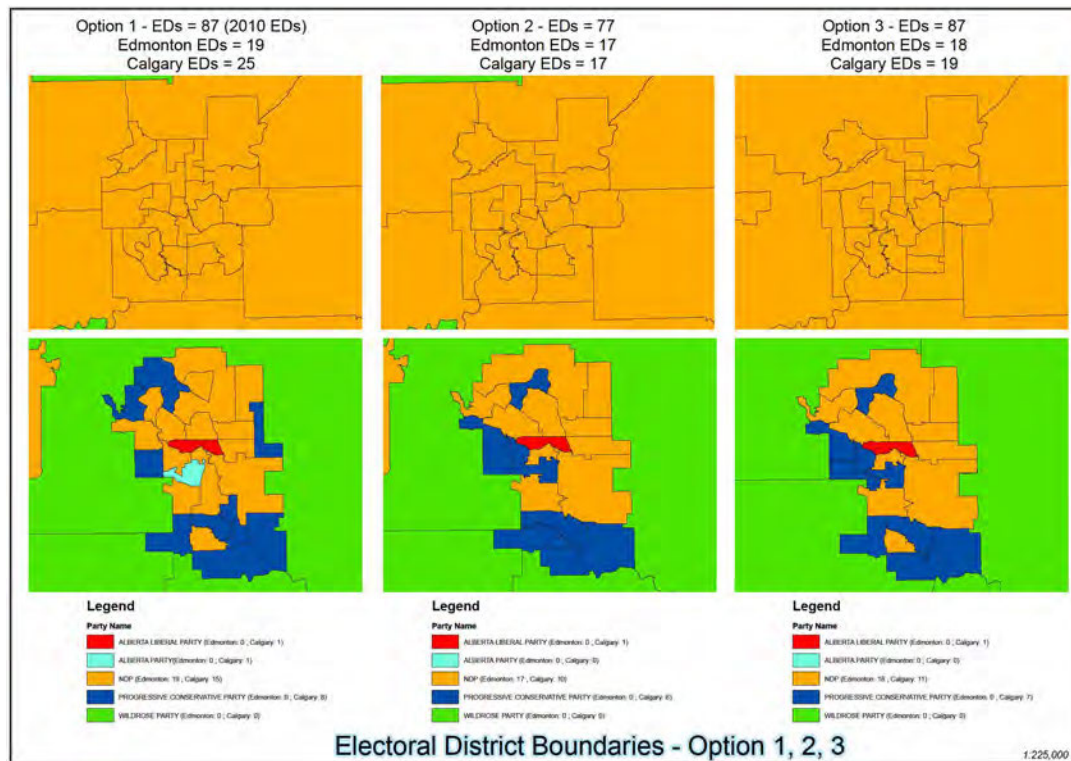 Option 1 - EDs = 87 (2010 EDs)
Edmonton EDs = 19
Calgary EDs = 25
Option 2 - EDs = 77
Edmonton EDs = 17
Calgary EDs = 17
Option 3 - EDs = 87
Edmonton EDs = 18
Calgary EDs = 19
Legend
Party Name
ALBERTA LIBERAL PARTY (Edmonton: 0 ; Calgary: 1)
ALBERTA PARTY(Edmonton: 0 ; Calgary: 1)
NDP (Edmonton: 19 ; Calgary: 15)
PROGRESSIVE CONSERVATIVE PARTY (Edmonton: 0 ; Calgary: 8)
WILDROSE PARTY (Edmonton: 0 ; Calgary: 0)
Legend
Party Name
ALBERTA LIBERAL PARTY (Edmonton: 0 ; Calgary: 1)
ALBERTA PARTY (Edmonton: 0 ; Calgary: 0)
NDP (Edmonton: 17 ; Calgary: 10)
PROGRESSIVE CONSERVATIVE PARTY (Edmonton: 0 ; Calgary: 6)
WILDROSE PARTY (Edmonton: 0 ; Calgary: 0)
Legend
Party Name
ALBERTA LIBERAL PARTY (Edmonton: 0 ; Calgary: 1)
ALBERTA PARTY (Edmonton: 0 ; Calgary: 0)
NDP (Edmonton: 18 ; Calgary: 11)
PROGRESSIVE CONSERVATIVE PARTY (Edmonton: 0 ; Calgary: 7)
WILDROSE PARTY (Edmonton: 0 ; Calgary: 0)
Electoral District Boundaries - Option 1, 2, 3
1:225,000